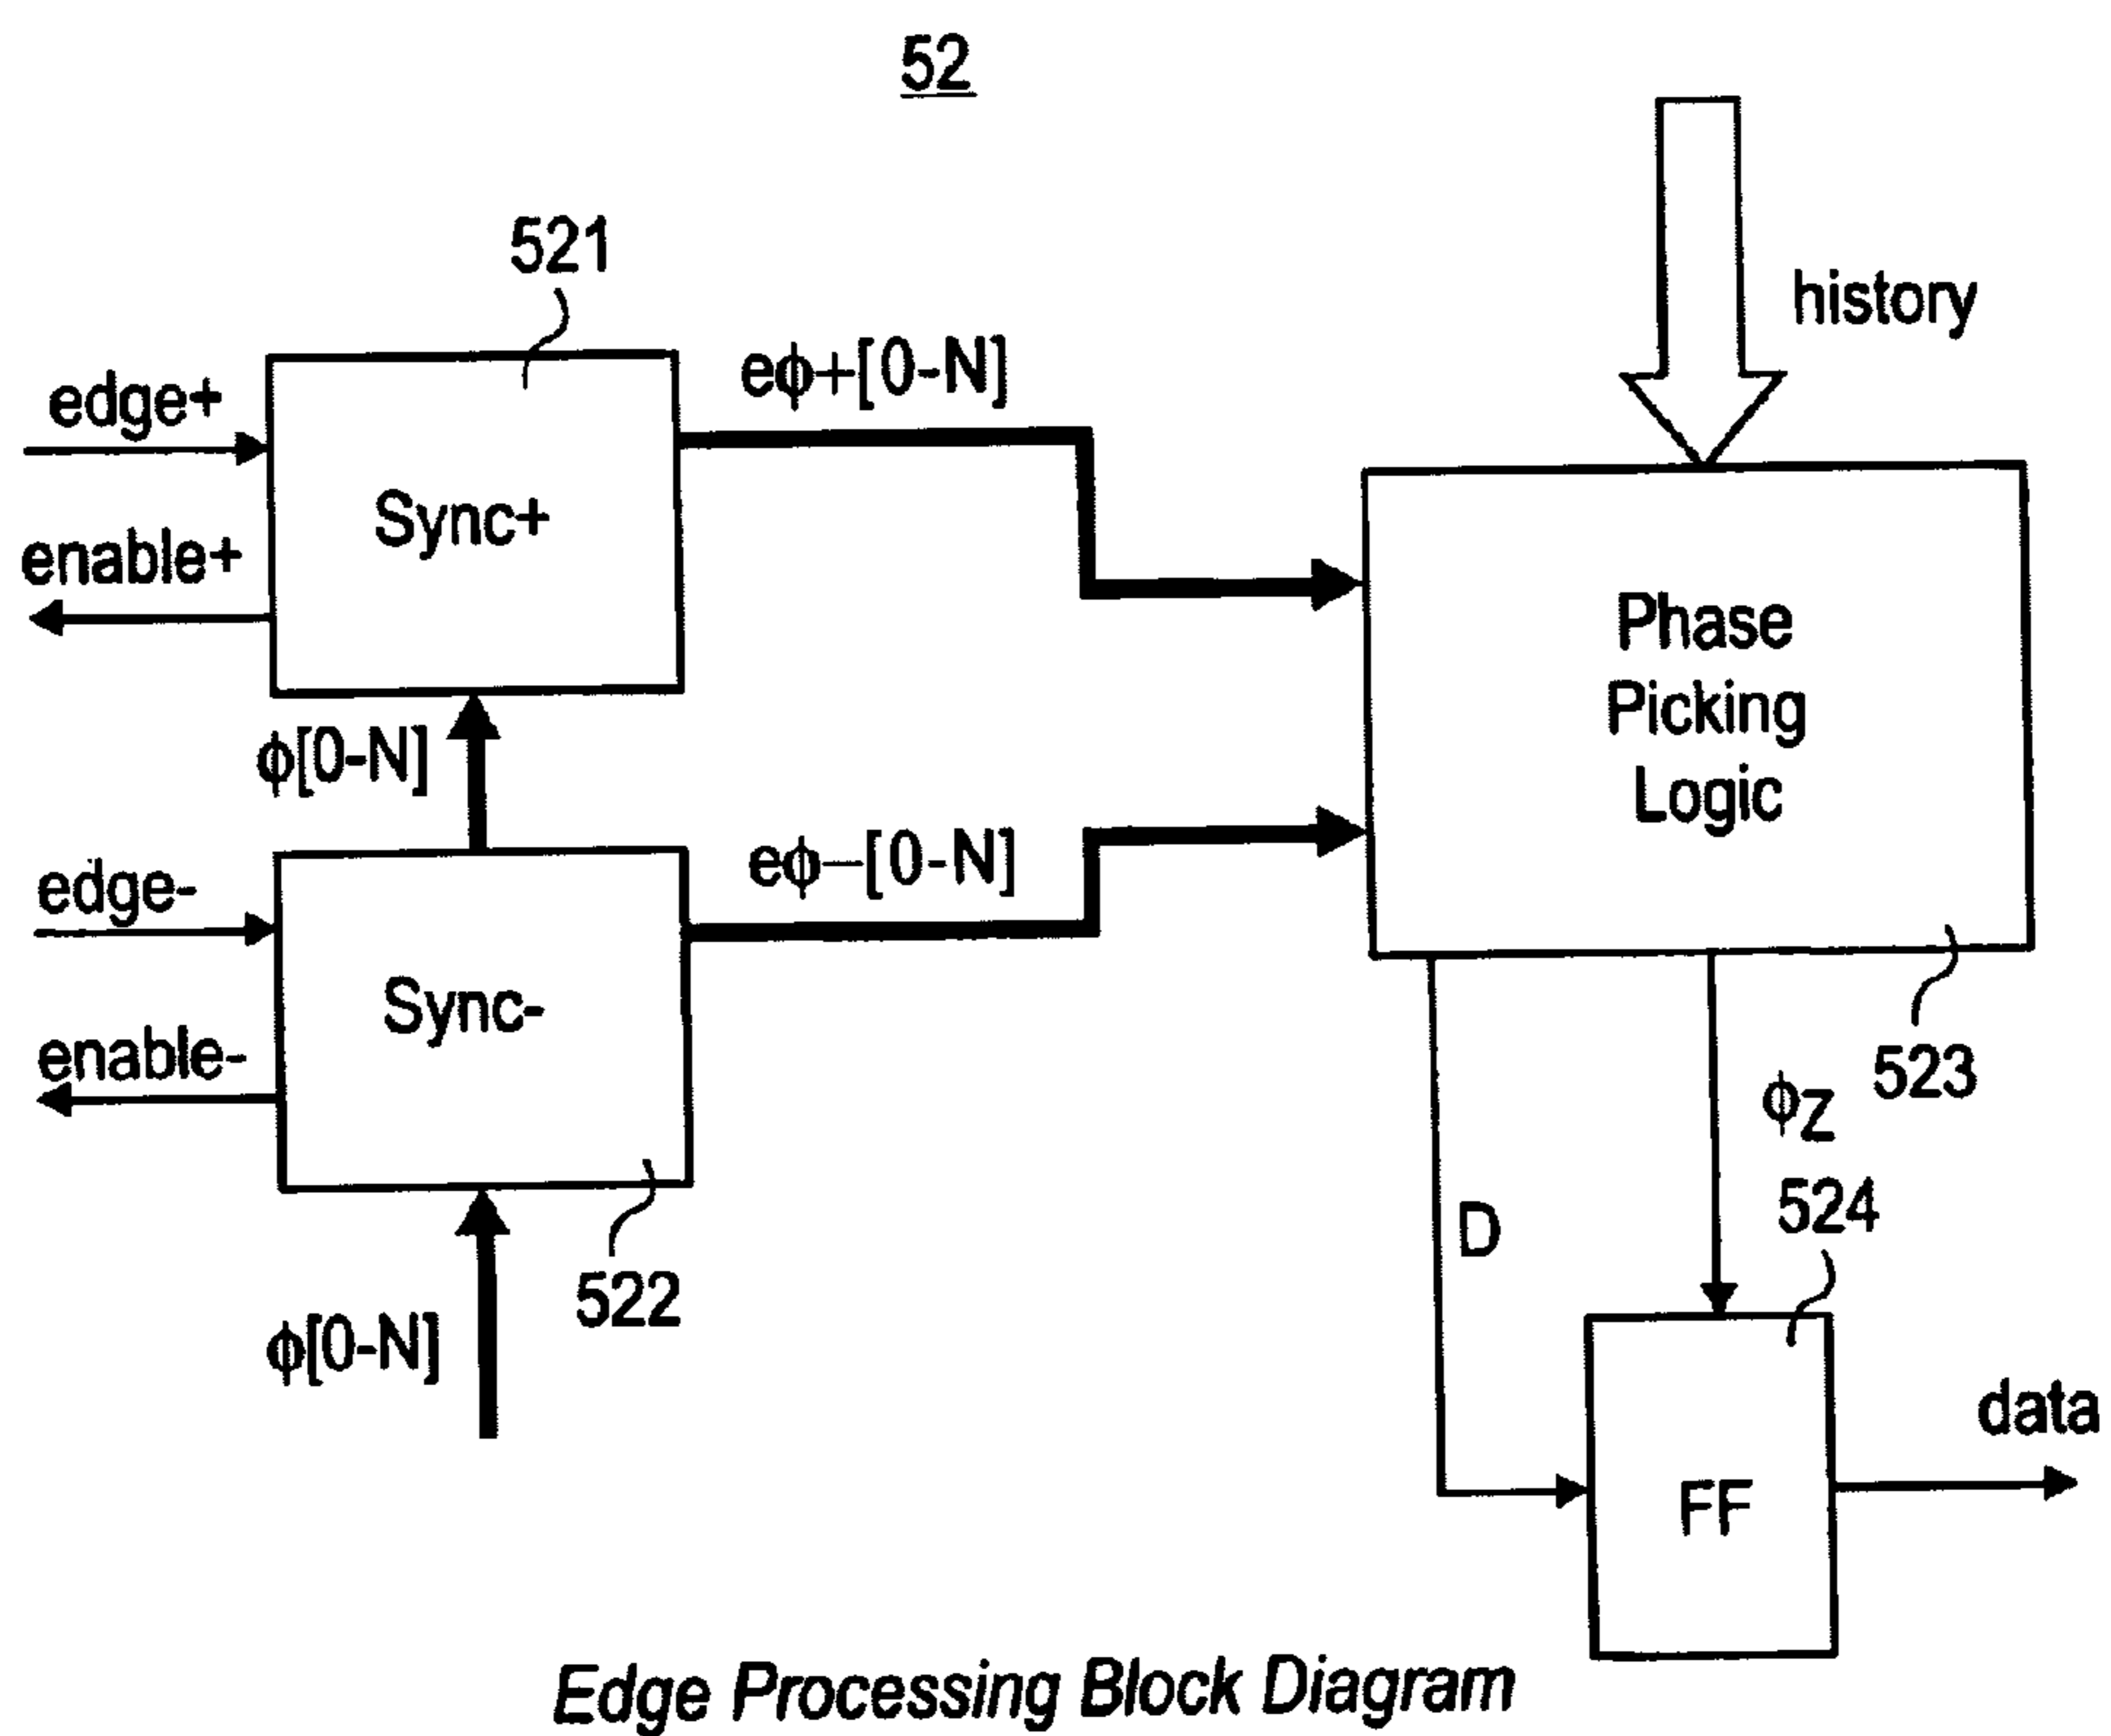 52
521
history
edge+
eϕ+[0-N]
Sync+
enable+
Phase
Picking
Logic
ϕ[0-N]
edge-
eϕ−[0-N]
Sync-
enable-
523
ϕZ
524
D
522
ϕ[0-N]
data
FF
Edge Processing Block Diagram